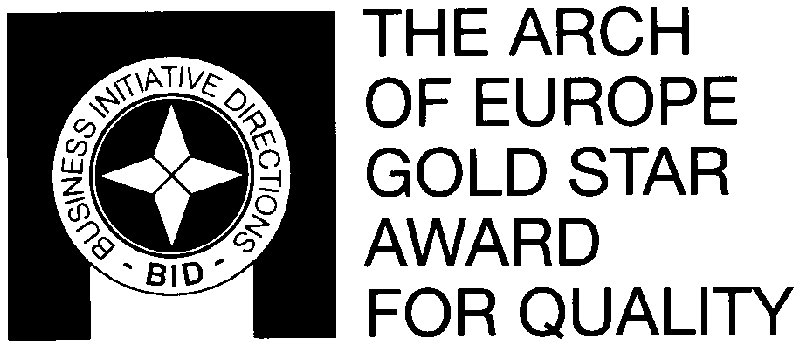 BUSINESS INITIATIVE DIRECTIONS
- BID -
THE ARCH
OF EUROPE
GOLD STAR
AWARD
FOR QUALITY